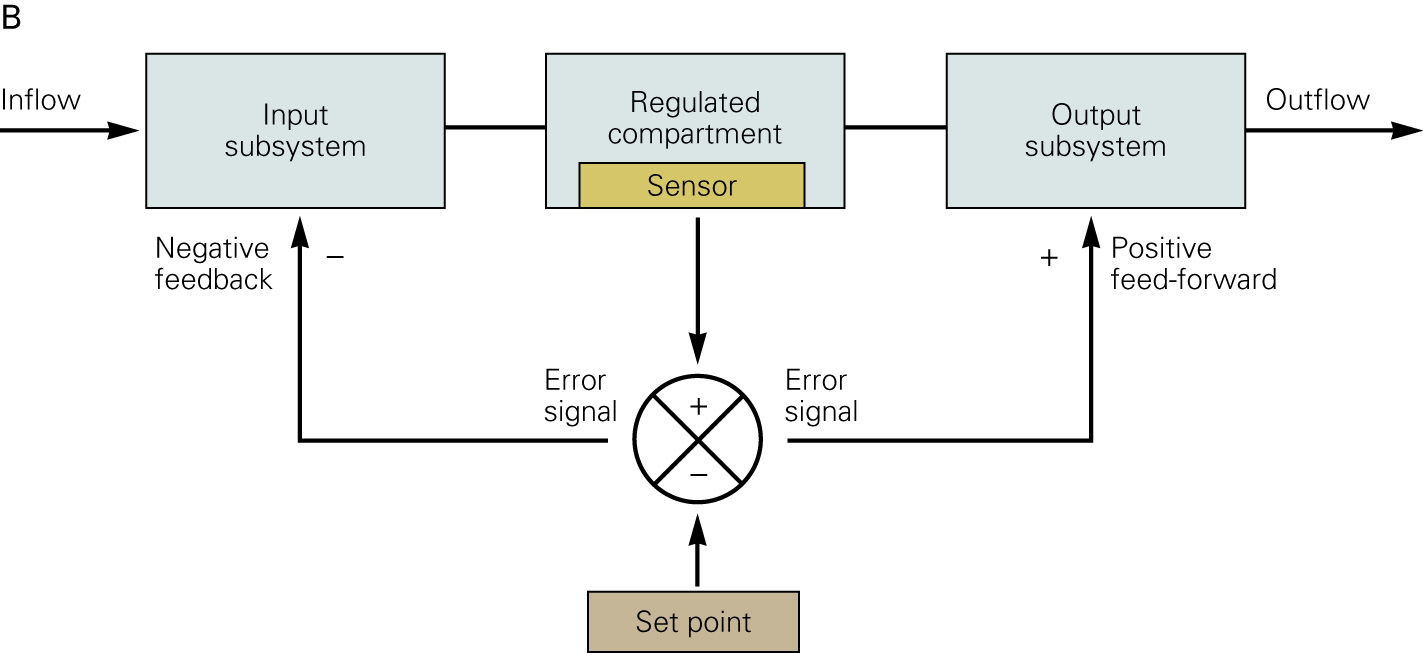 B
Inflow
Input
subsystem
Regulated
compartment
Sensor
Output
subsystem
Outflow
Negative
feedback
–
+
Positive
feed-forward
Error
signal
+
–
Error
signal
Set point